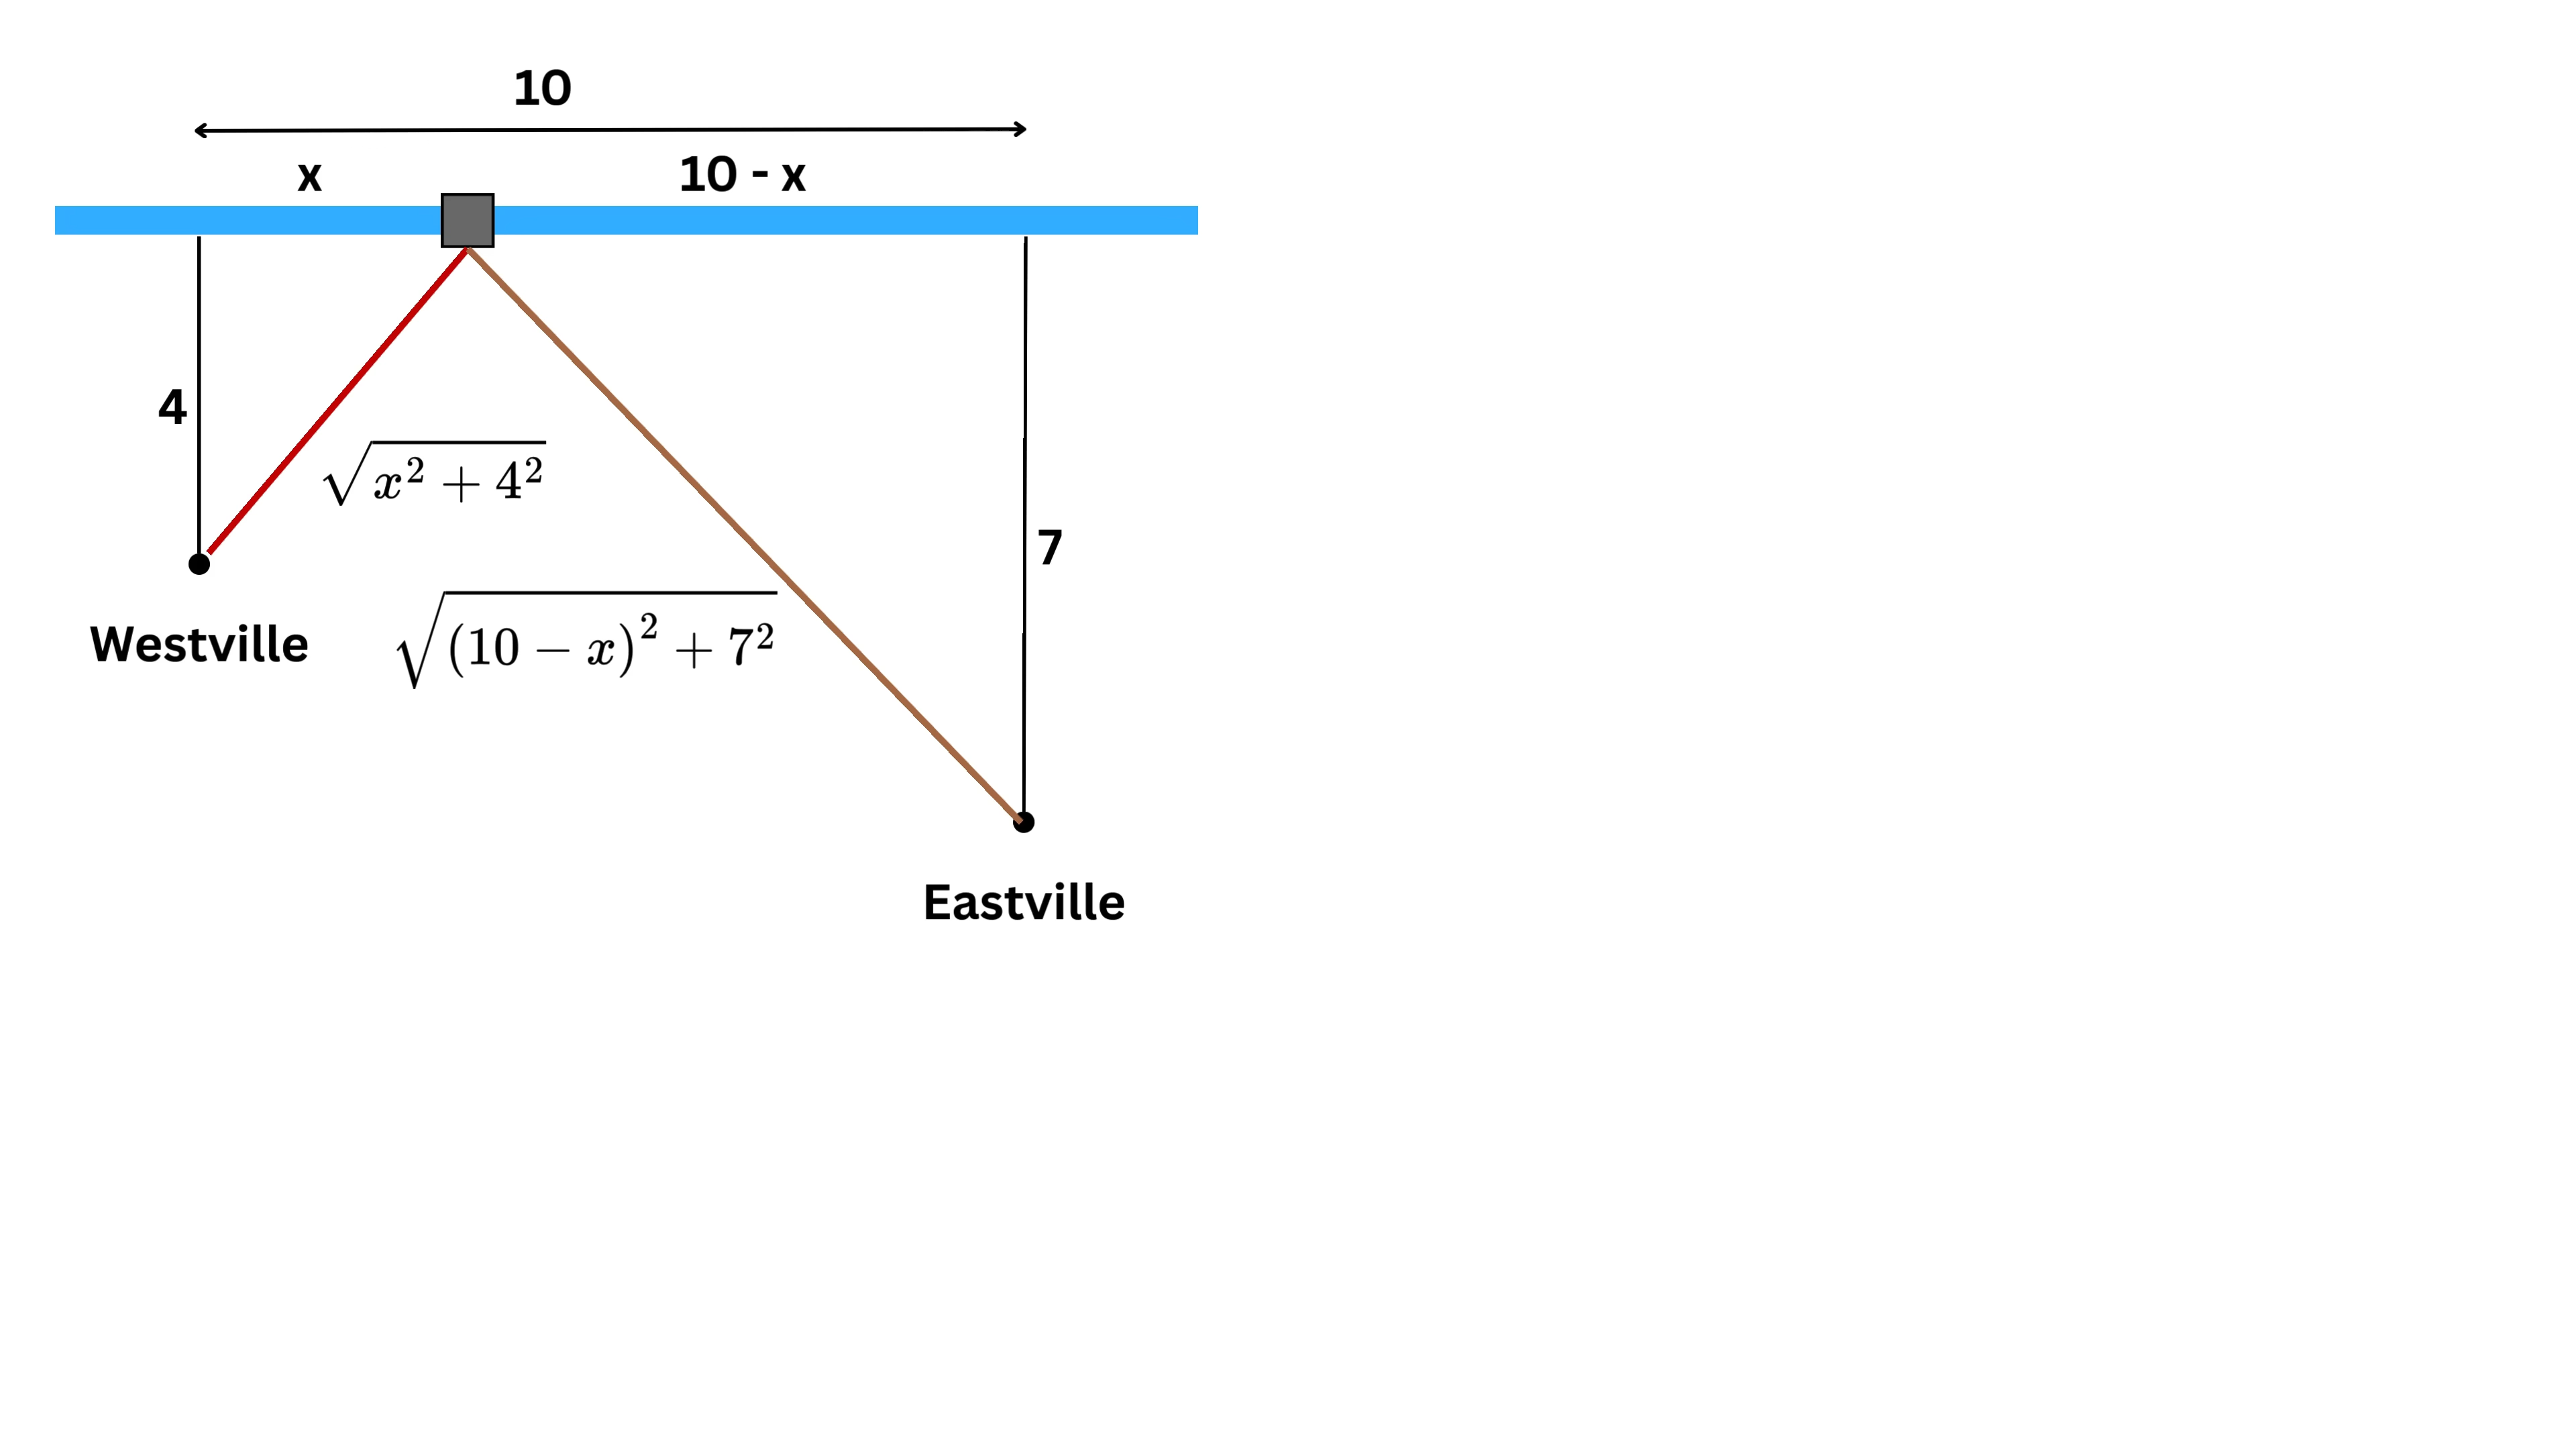 10
x
10 - x
4
√(x² + 4²)
7
√((10 − x)² + 7²)
Westville
Eastville